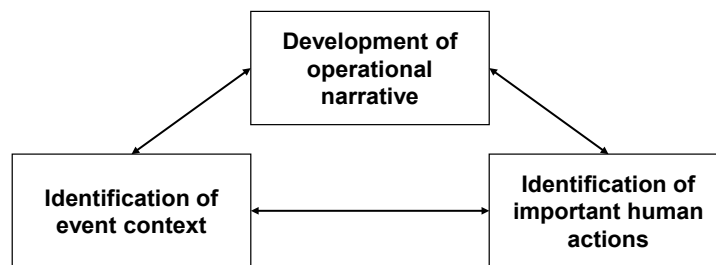 Development of
operational
narrative
Identification of
event context
Identification of
important human
actions